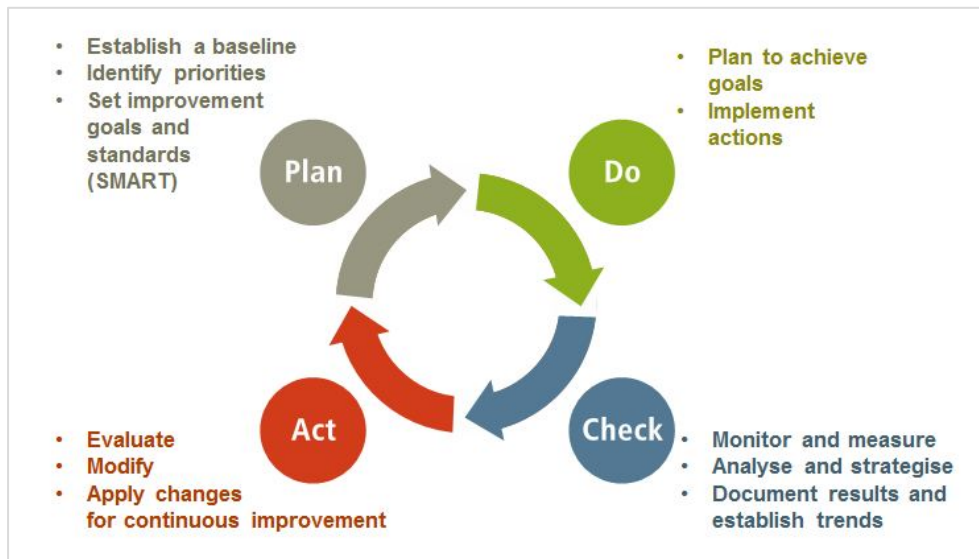 • Establish a baseline
• Identify priorities
• Set improvement
goals and
standards
(SMART)
Plan
• Plan to achieve
goals
• Implement
actions
Do
Act
• Evaluate
• Modify
• Apply changes
for continuous improvement
Check
• Monitor and measure
• Analyse and strategise
• Document results and
establish trends